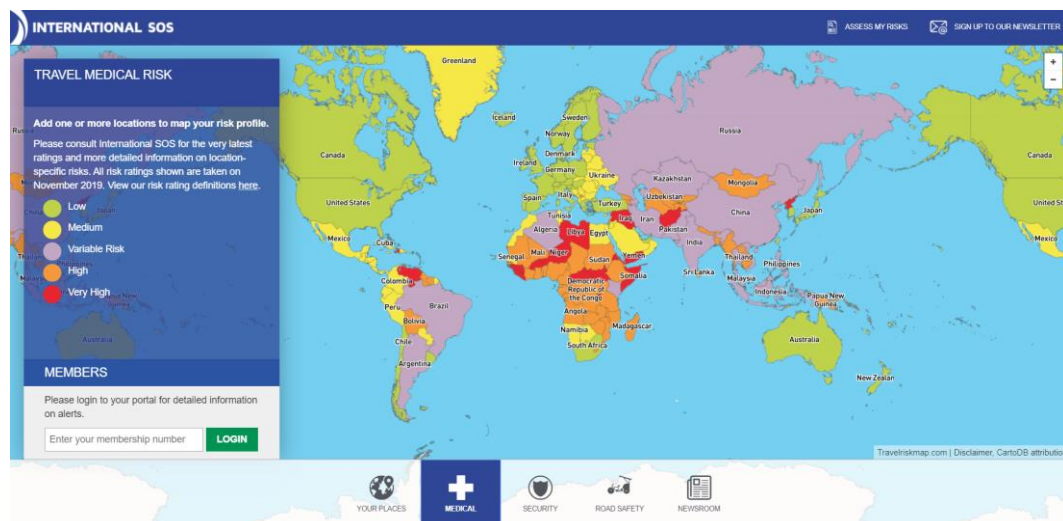 INTERNATIONAL SOS
ASSESS MY RISKS
SIGN UP TO OUR NEWSLETTER
TRAVEL MEDICAL RISK
Add one or more locations to map your risk profile.
Please consult International SOS for the very latest
ratings and more detailed information on location-
specific risks. All risk ratings shown are taken on
November 2019. View our risk rating definitions here.
Low
Medium
Variable Risk
High
Very High
MEMBERS
Please login to your portal for detailed information
on alerts.
Enter your membership number
LOGIN
Greenland
Iceland
Sweden
Norway
Russia
Denmark
Ireland
Germany
Ukraine
Canada
Canada
Kazakhstan
Mongolia
United States
Spain
Italy
Turkey
Uzbekistan
Japan
United St
Tunisia
Iraq
Iran
China
Algeria
Libya
Egypt
Pakistan
Mexico
Cuba
India
Mexico
Senegal
Mali
Niger
Sudan
Yemen
Thailand
Philippines
Colombia
Somalia
Sri Lanka
Malaysia
Democratic
Republic of
the Congo
Indonesia
Papua New
Guinea
Peru
Brazil
Angola
Bolivia
Madagascar
Namibia
Chile
South Africa
Australia
Australia
Argentina
New Zealan
Travelriskmap.com | Disclaimer, CartoDB attributio
YOUR PLACES
MEDICAL
SECURITY
ROAD SAFETY
NEWSROOM